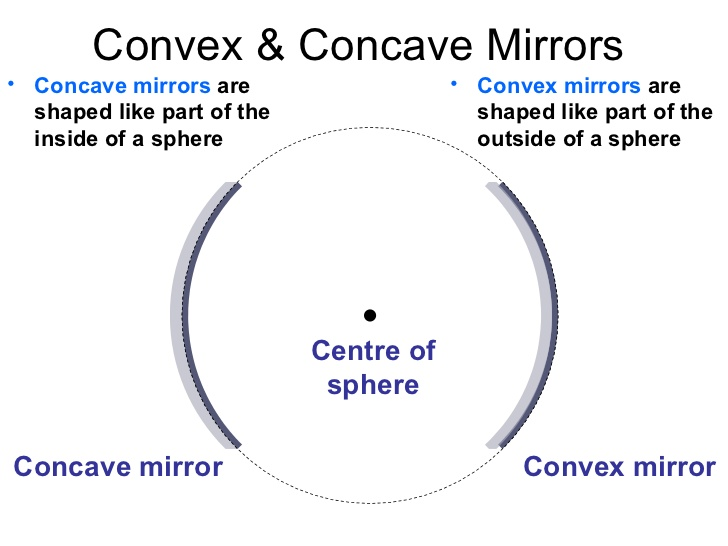 Convex & Concave Mirrors
• Concave mirrors are
shaped like part of the
inside of a sphere
• Convex mirrors are
shaped like part of the
outside of a sphere
Centre of
sphere
Concave mirror
Convex mirror